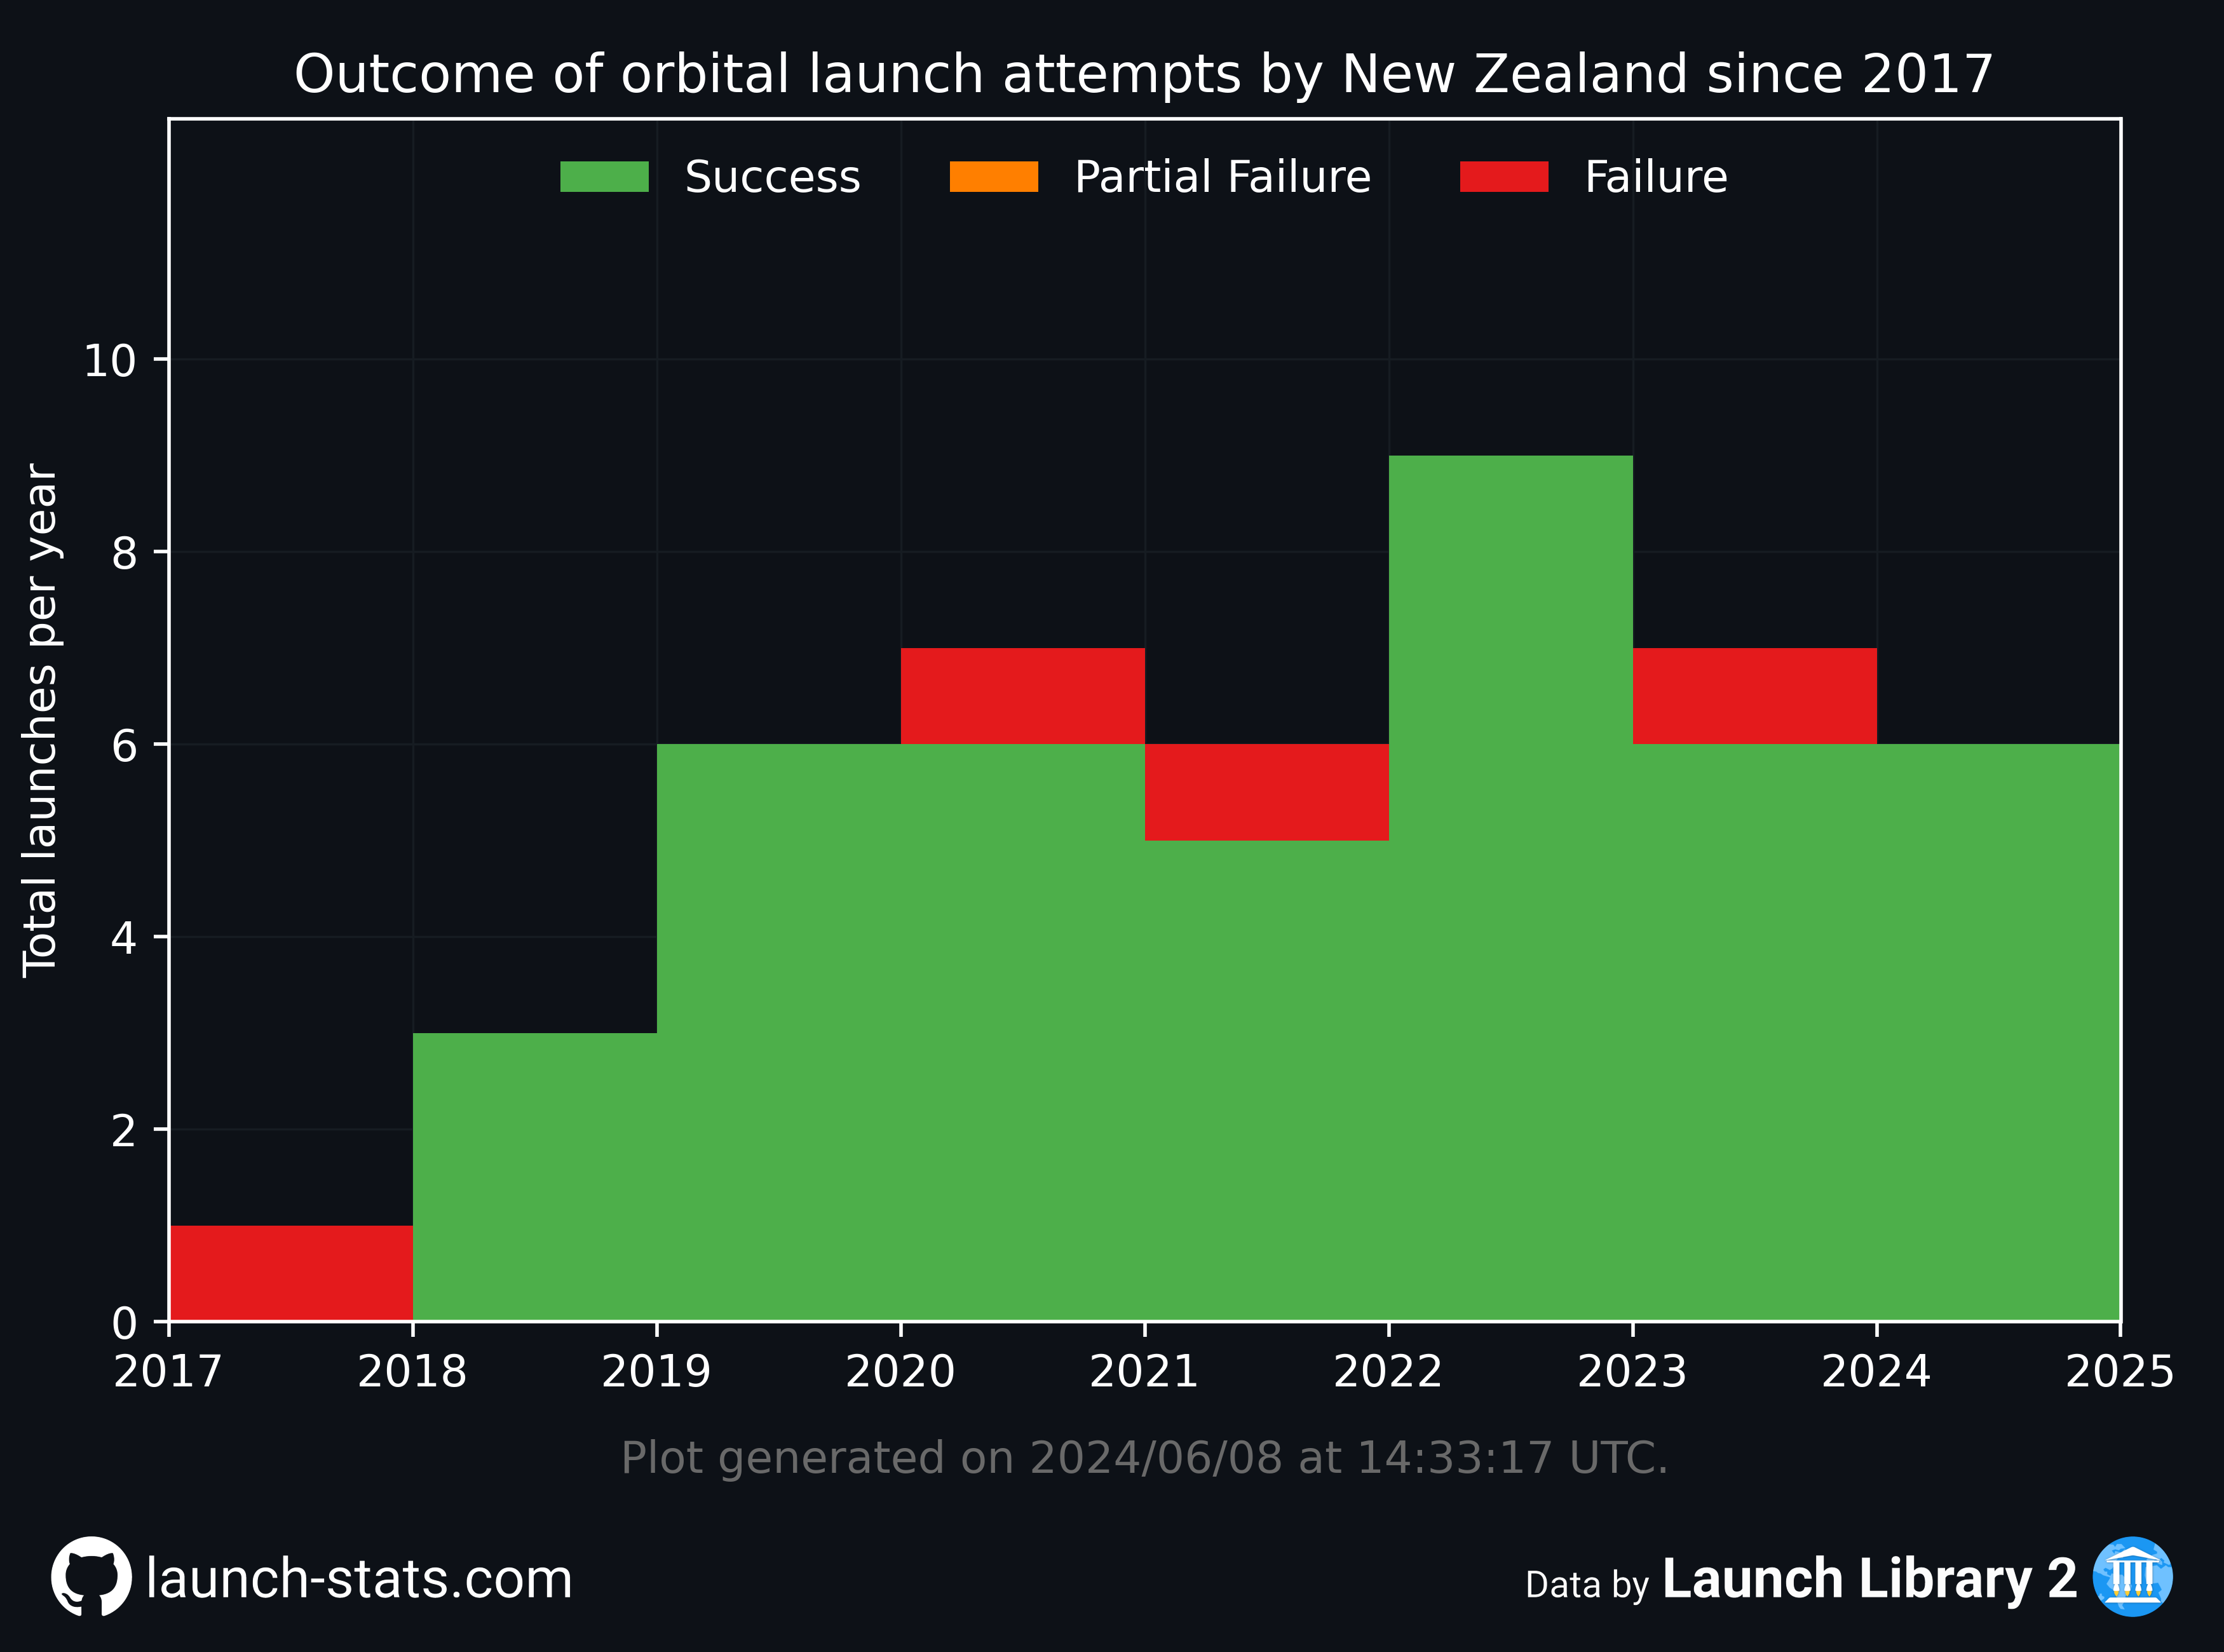 Outcome of orbital launch attempts by New Zealand since 2017
Success Partial Failure Failure
Total launches per year
10
8
6
4
2
0
2017 2018 2019 2020 2021 2022 2023 2024 2025
Plot generated on 2024/06/08 at 14:33:17 UTC.
launch-stats.com
Data by Launch Library 2